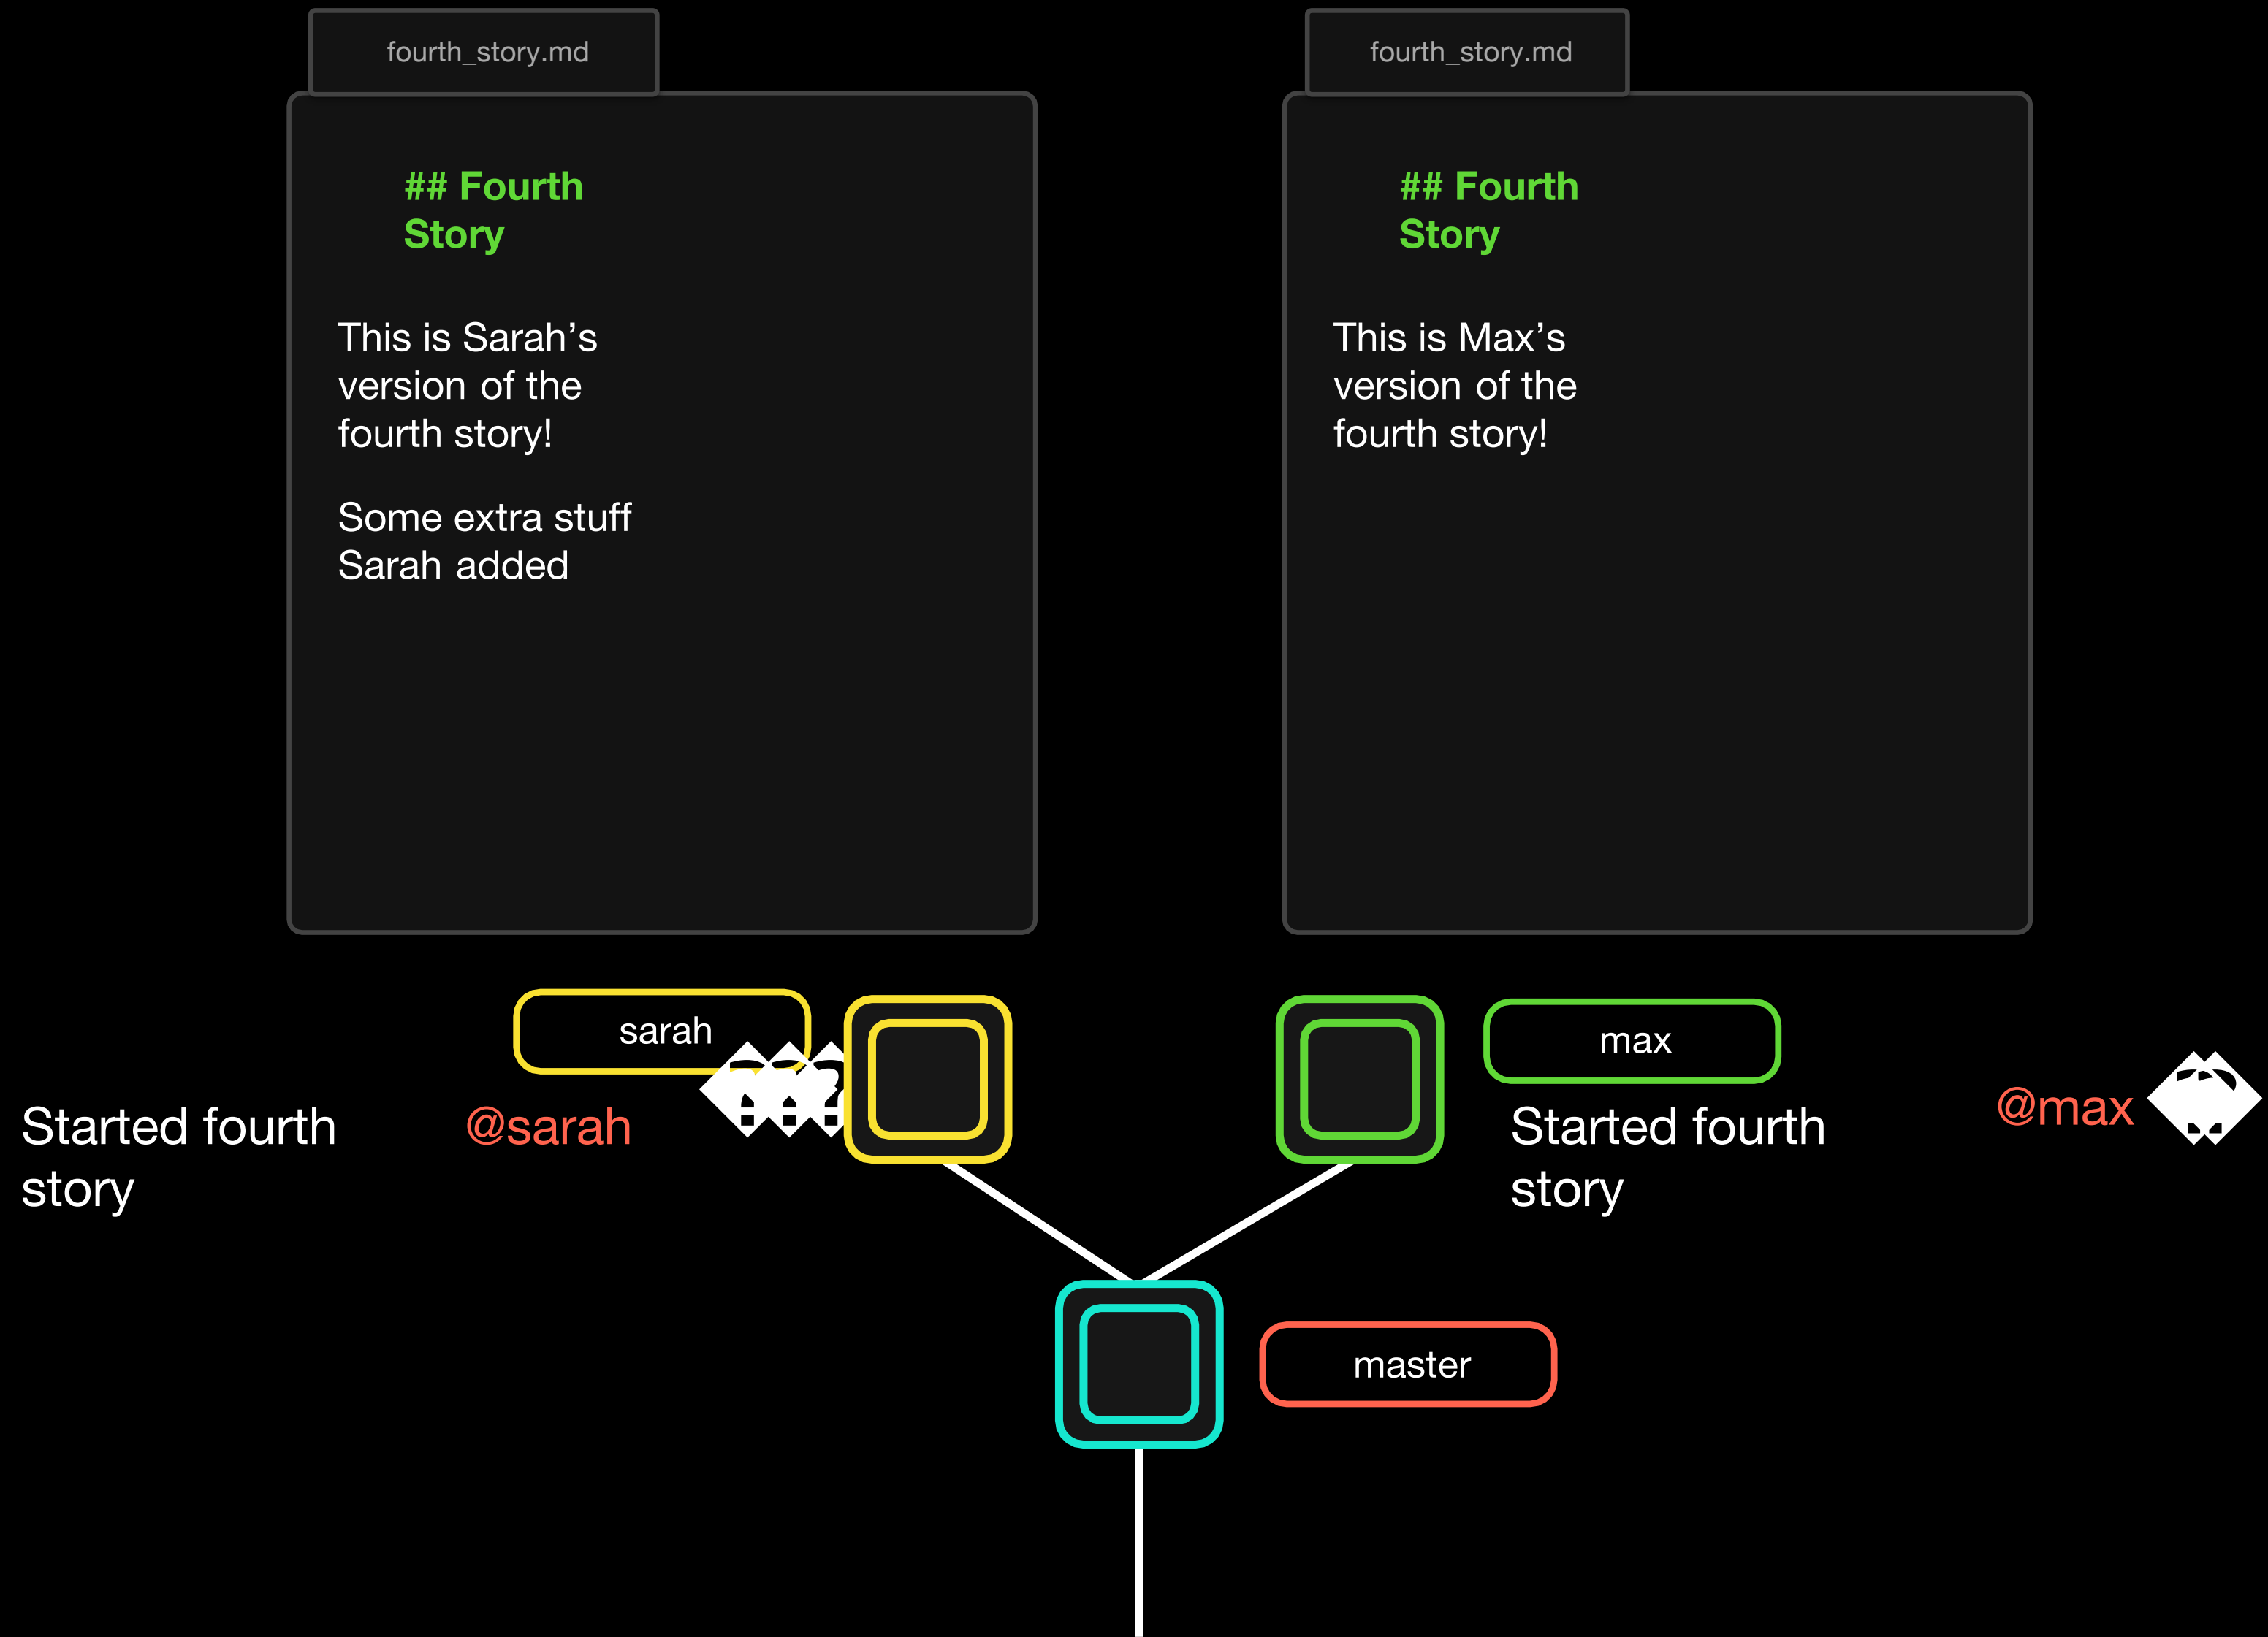 fourth_story.md
## Fourth
Story
This is Sarah’s
version of the
fourth story!
Some extra stuff
Sarah added
fourth_story.md
## Fourth
Story
This is Max’s
version of the
fourth story!
sarah
Started fourth
story
@sarah
max
Started fourth
story
@max
master